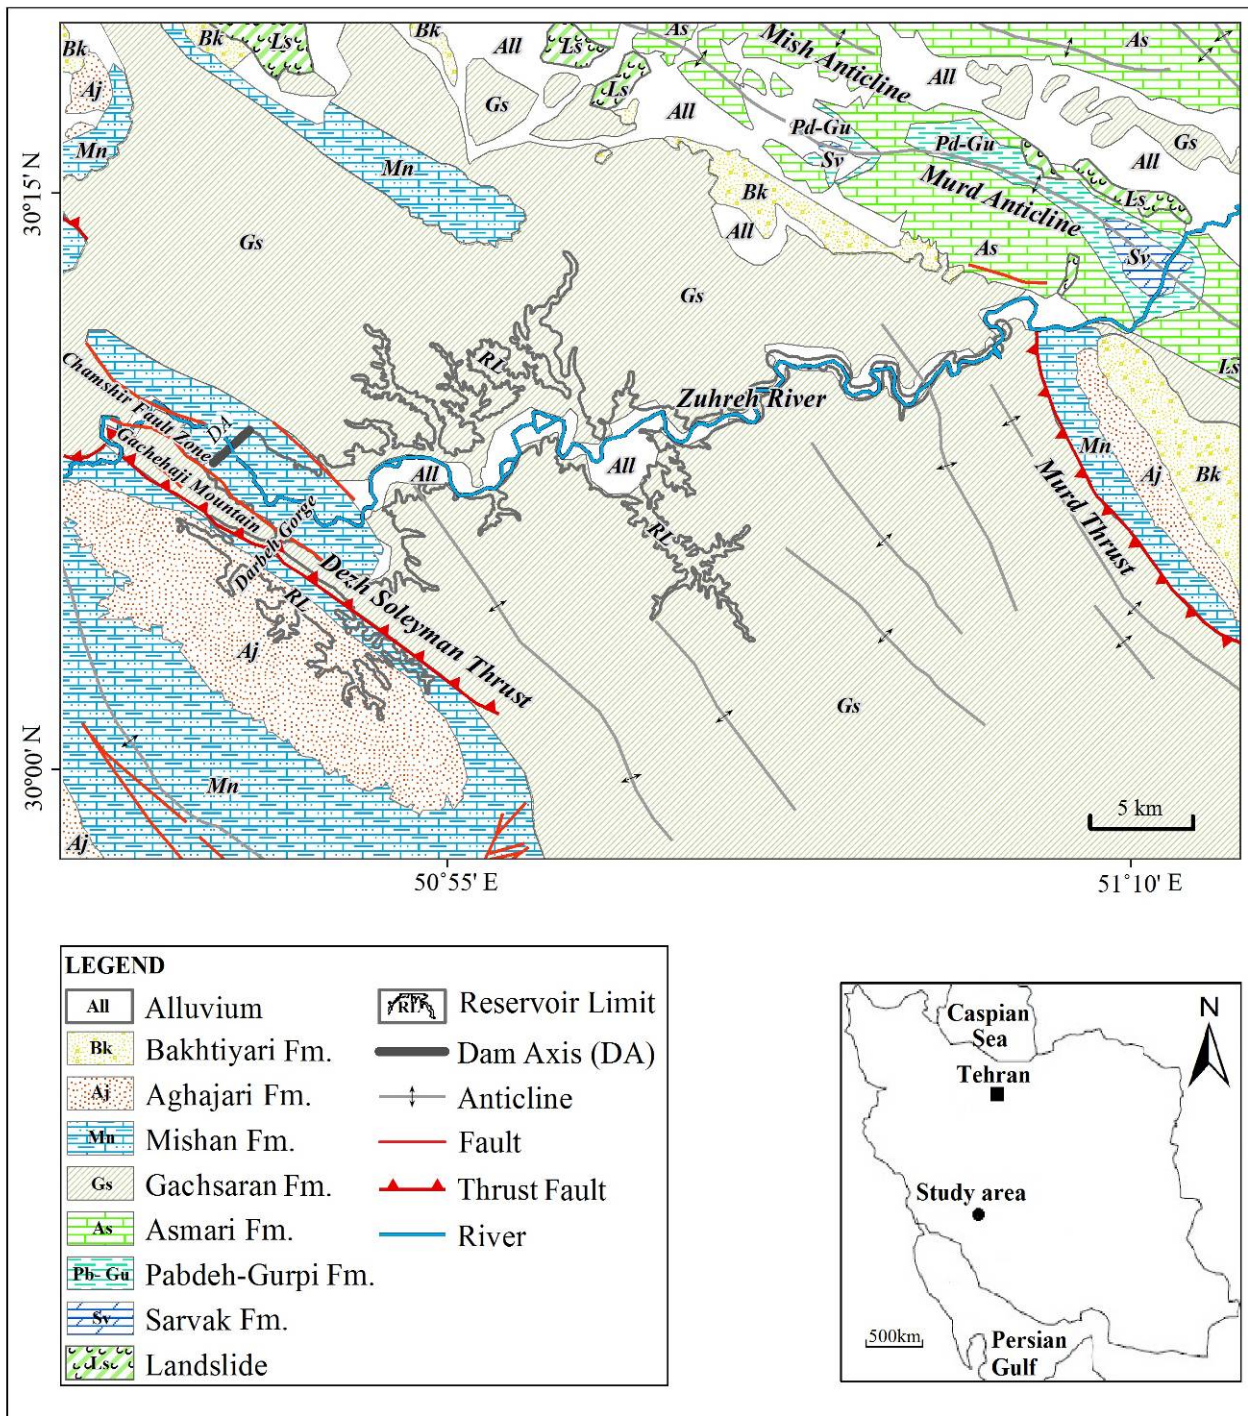 Bk
Bk
Ls
Bk
All
Ls
As
Mish Anticline
As
Aj
Gs
Ls
All
All
Gs
Mn
Mn
Pd-Gu
Sv
Pd-Gu
All
Ls
Murd Anticline
30°15' N
Bk
All
Gs
Gs
As
Sv
Ls
RL
Zuhreh River
Chamshir Fault Zone
DA
Gachehaji Mountain
All
All
Mn
Aj
Bk
Murd Thrust
Darbeh Gorge
RL
RL
Dezh Soleyman Thrust
Aj
Gs
30°00' N
Mn
Aj
5 km
50°55' E
51°10' E
LEGEND
All Alluvium
Bk Bakhtiyari Fm.
Aj Aghajari Fm.
Mn Mishan Fm.
Gs Gachsaran Fm.
As Asmari Fm.
Pb- Gu Pabdeh-Gurpi Fm.
Sv Sarvak Fm.
Ls Landslide
RL Reservoir Limit
Dam Axis (DA)
Anticline
Fault
Thrust Fault
River
Caspian
Sea
N
Tehran
Study area
500km
Persian
Gulf